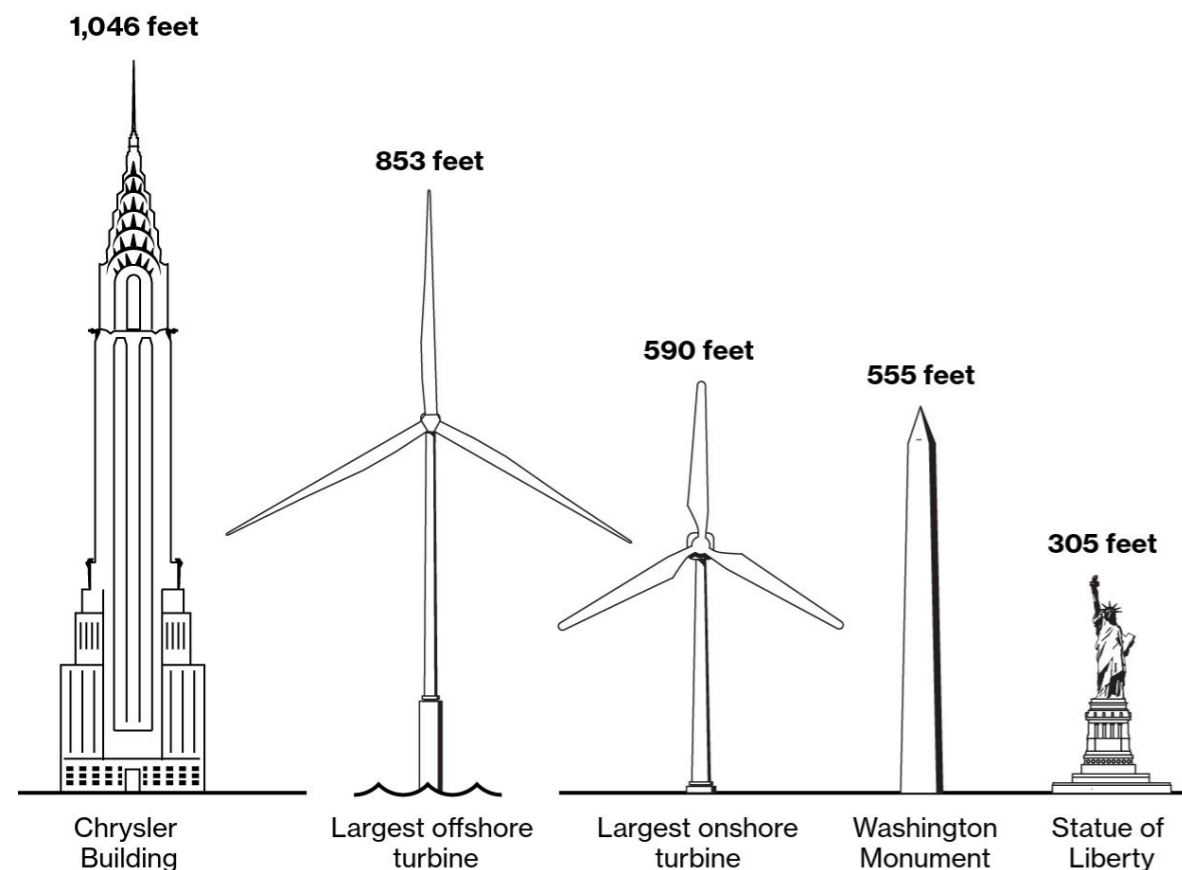 1,046 feet
853 feet
590 feet
555 feet
305 feet
Chrysler
Building
Largest offshore
turbine
Largest onshore
turbine
Washington
Monument
Statue of
Liberty